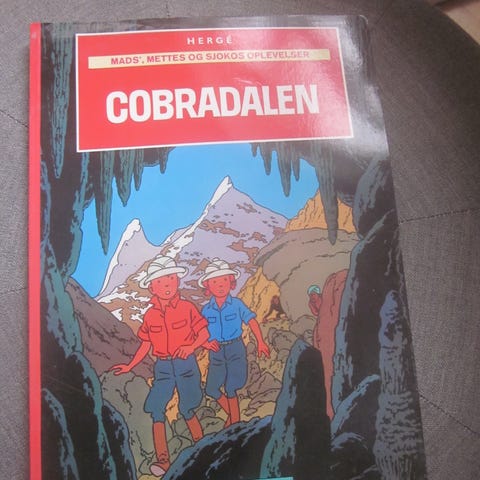 HERGÉ
MADS', METTES OG SJOKOS OPLEVELSER
COBRADALEN